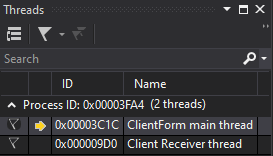 Threads
Search
ID Name
Process ID: 0x00003FA4 (2 threads)
0x00003C1C ClientForm main thread
0x000009D0 Client Receiver thread